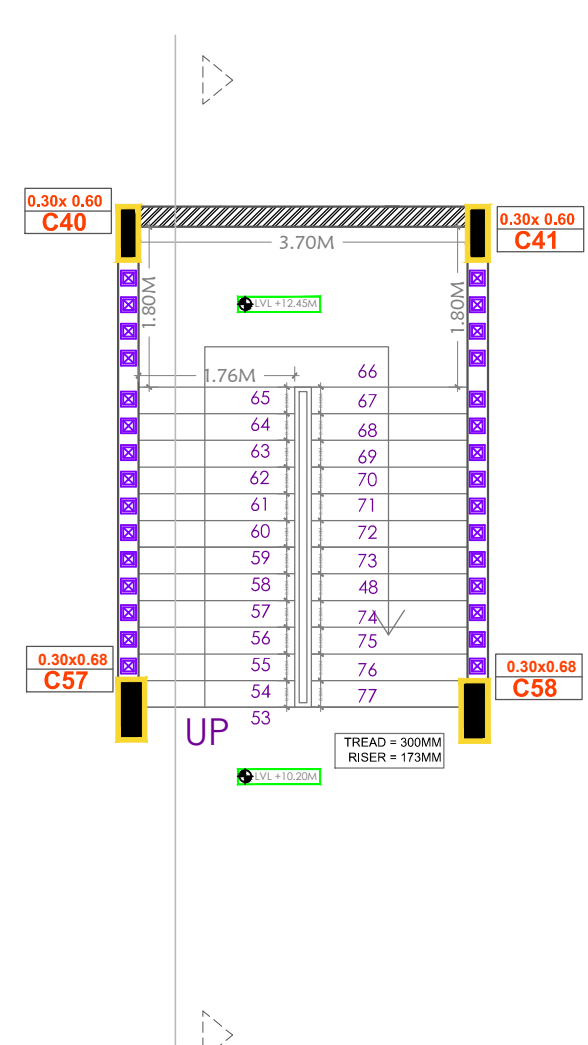 0.30x 0.60
C40
0.30x 0.60
C41
3.70M
1.80M
1.80M
LVL +12.45M
1.76M
66
65
67
64
68
63
69
62
70
61
71
60
72
59
73
58
48
57
74
56
75
55
76
54
77
53
0.30x0.68
C57
0.30x0.68
C58
UP
TREAD = 300MM
RISER = 173MM
LVL +10.20M